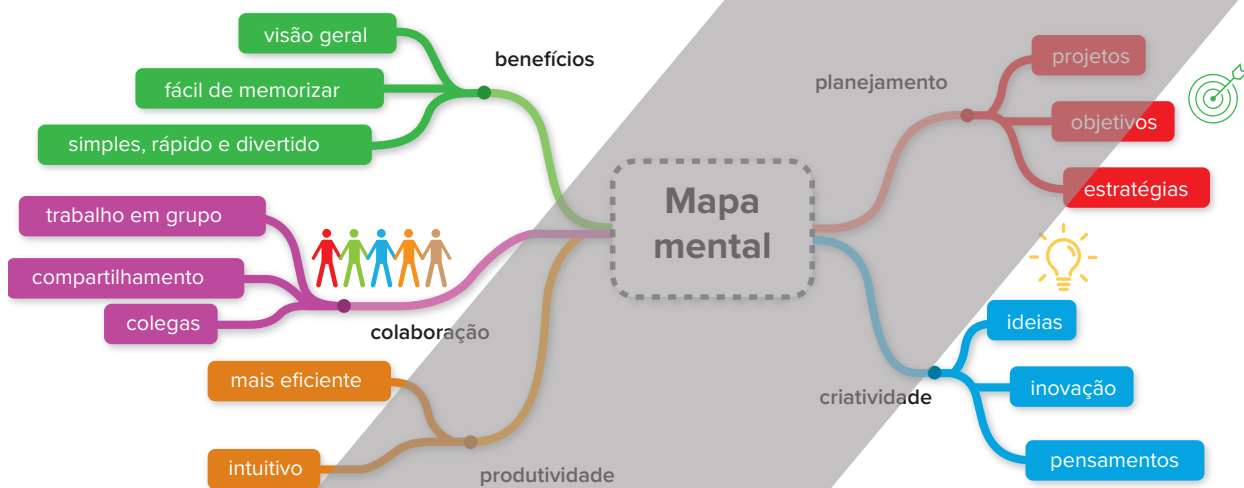 benefícios
visão geral
fácil de memorizar
simples, rápido e divertido
trabalho em grupo
compartilhamento
colegas
colaboração
mais eficiente
intuitivo
produtividade
Mapa
mental
planejamento
projetos
objetivos
estratégias
criatividade
ideias
inovação
pensamentos